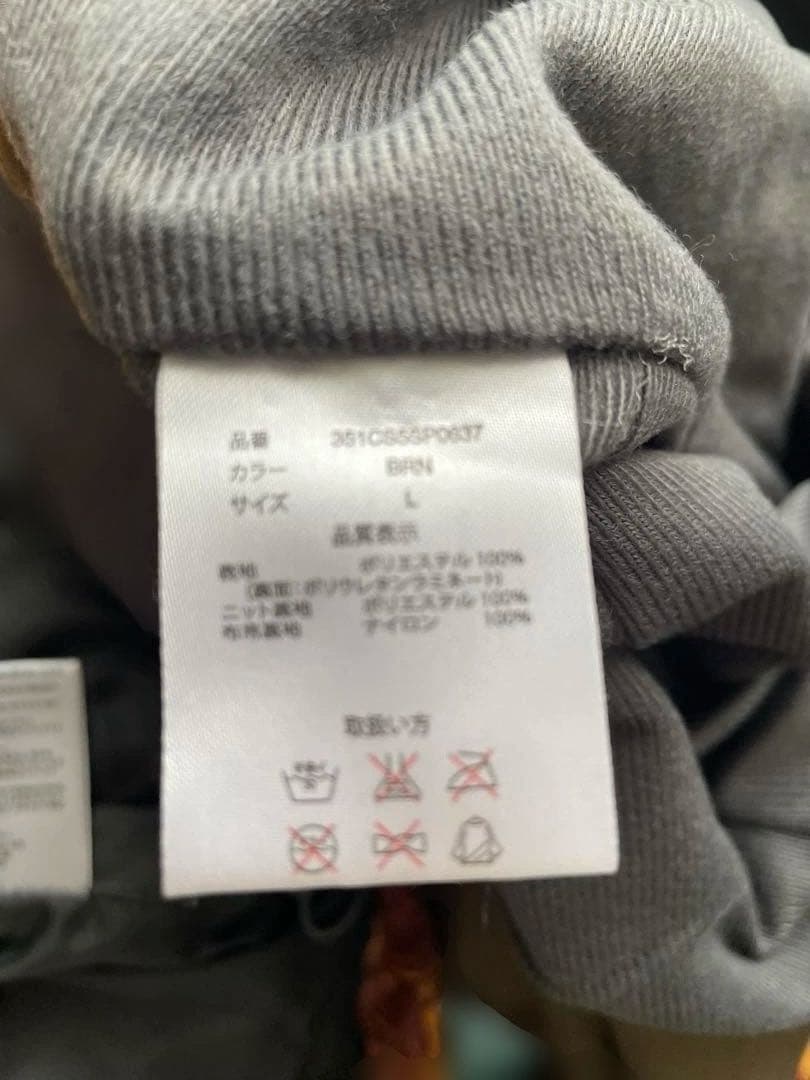 品番 351CS5SP0637
カラー BRN
サイズ L
品質表示
表地 ポリエステル 100%
(裏面:ポリウレタンラミネート)
ニット裏地 ポリエステル 100%
布帛裏地 ナイロン 100%
取扱い方